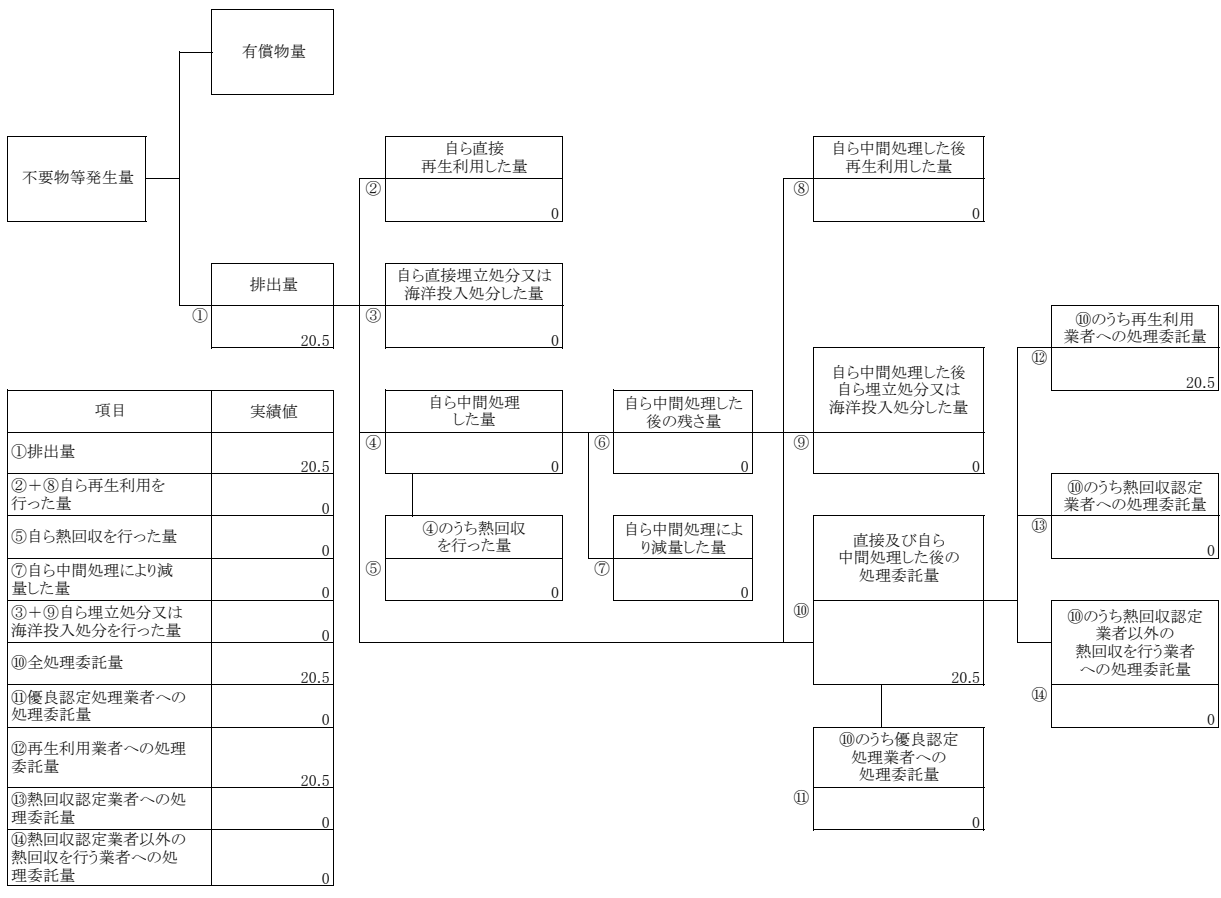 有償物量
不要物等発生量
排出量
①
20.5
自ら直接
再生利用した量
②
0
自ら直接埋立処分又は
海洋投入処分した量
③
0
自ら中間処理
した量
④
0
④のうち熱回収
を行った量
⑤
0
自ら中間処理した
後の残さ量
⑥
0
自ら中間処理によ
り減量した量
⑦
0
自ら中間処理した後
再生利用した量
⑧
0
自ら中間処理した後
自ら埋立処分又は
海洋投入処分した量
⑨
0
直接及び自ら
中間処理した後の
処理委託量
⑩
20.5
⑩のうち優良認定
処理業者への
処理委託量
⑪
0
⑩のうち再生利用
業者への処理委託量
⑫
20.5
⑩のうち熱回収認定
業者への処理委託量
⑬
0
⑩のうち熱回収認定
業者以外の
熱回収を行う業者
への処理委託量
⑭
0
項目 実績値
①排出量
20.5
②＋⑧自ら再生利用を
行った量
0
⑤自ら熱回収を行った量
0
⑦自ら中間処理により減
量した量
0
③＋⑨自ら埋立処分又は
海洋投入処分を行った量
0
⑩全処理委託量
20.5
⑪優良認定処理業者への
処理委託量
0
⑫再生利用業者への処理
委託量
20.5
⑬熱回収認定業者への処
理委託量
0
⑭熱回収認定業者以外の
熱回収を行う業者への処
理委託量
0